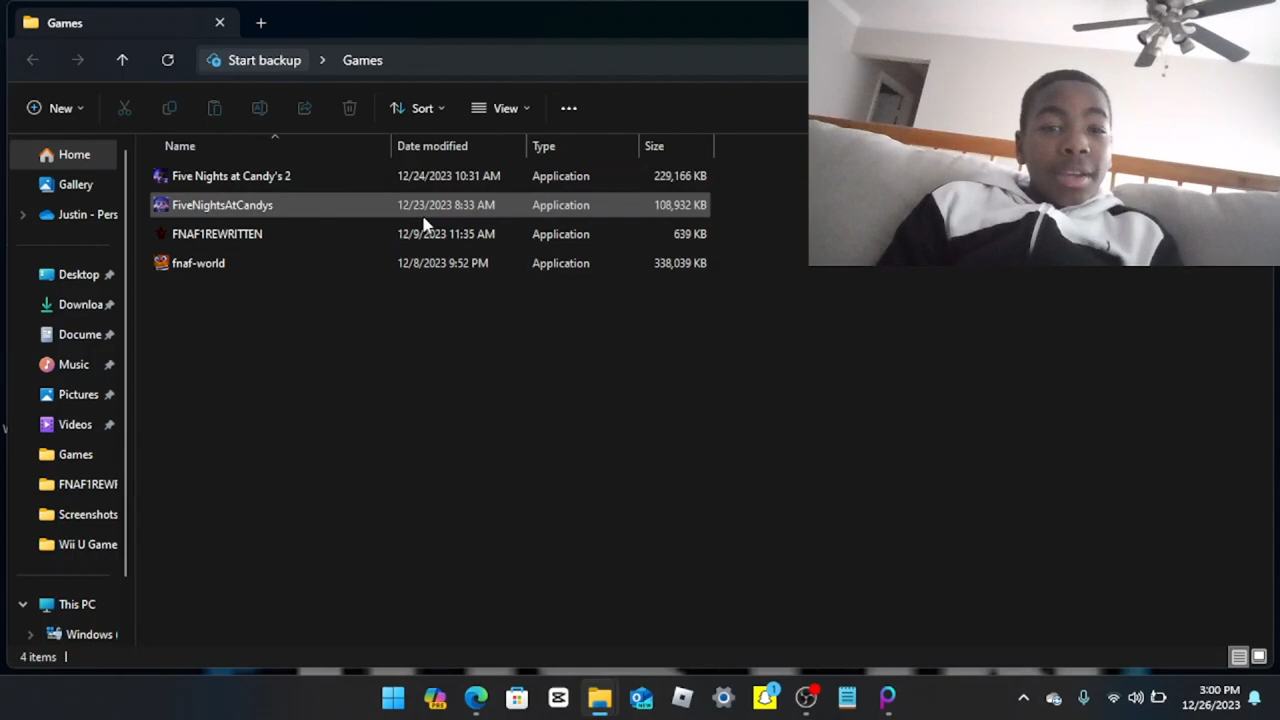 Games
Start backup > Games
New Sort View
Name Date modified Type Size
Home
Gallery
Justin - Pers
Desktop
Downloa
Docume
Music
Pictures
Videos
Games
FNAF1REWF
Screenshots
Wii U Game
This PC
Windows (
Five Nights at Candy's 2 12/24/2023 10:31 AM Application 229,166 KB
FiveNightsAtCandys 12/23/2023 8:33 AM Application 108,932 KB
FNAF1REWRITTEN 12/9/2023 11:35 AM Application 639 KB
fnaf-world 12/8/2023 9:52 PM Application 338,039 KB
4 items
PRE
NEW
1
3:00 PM
12/26/2023